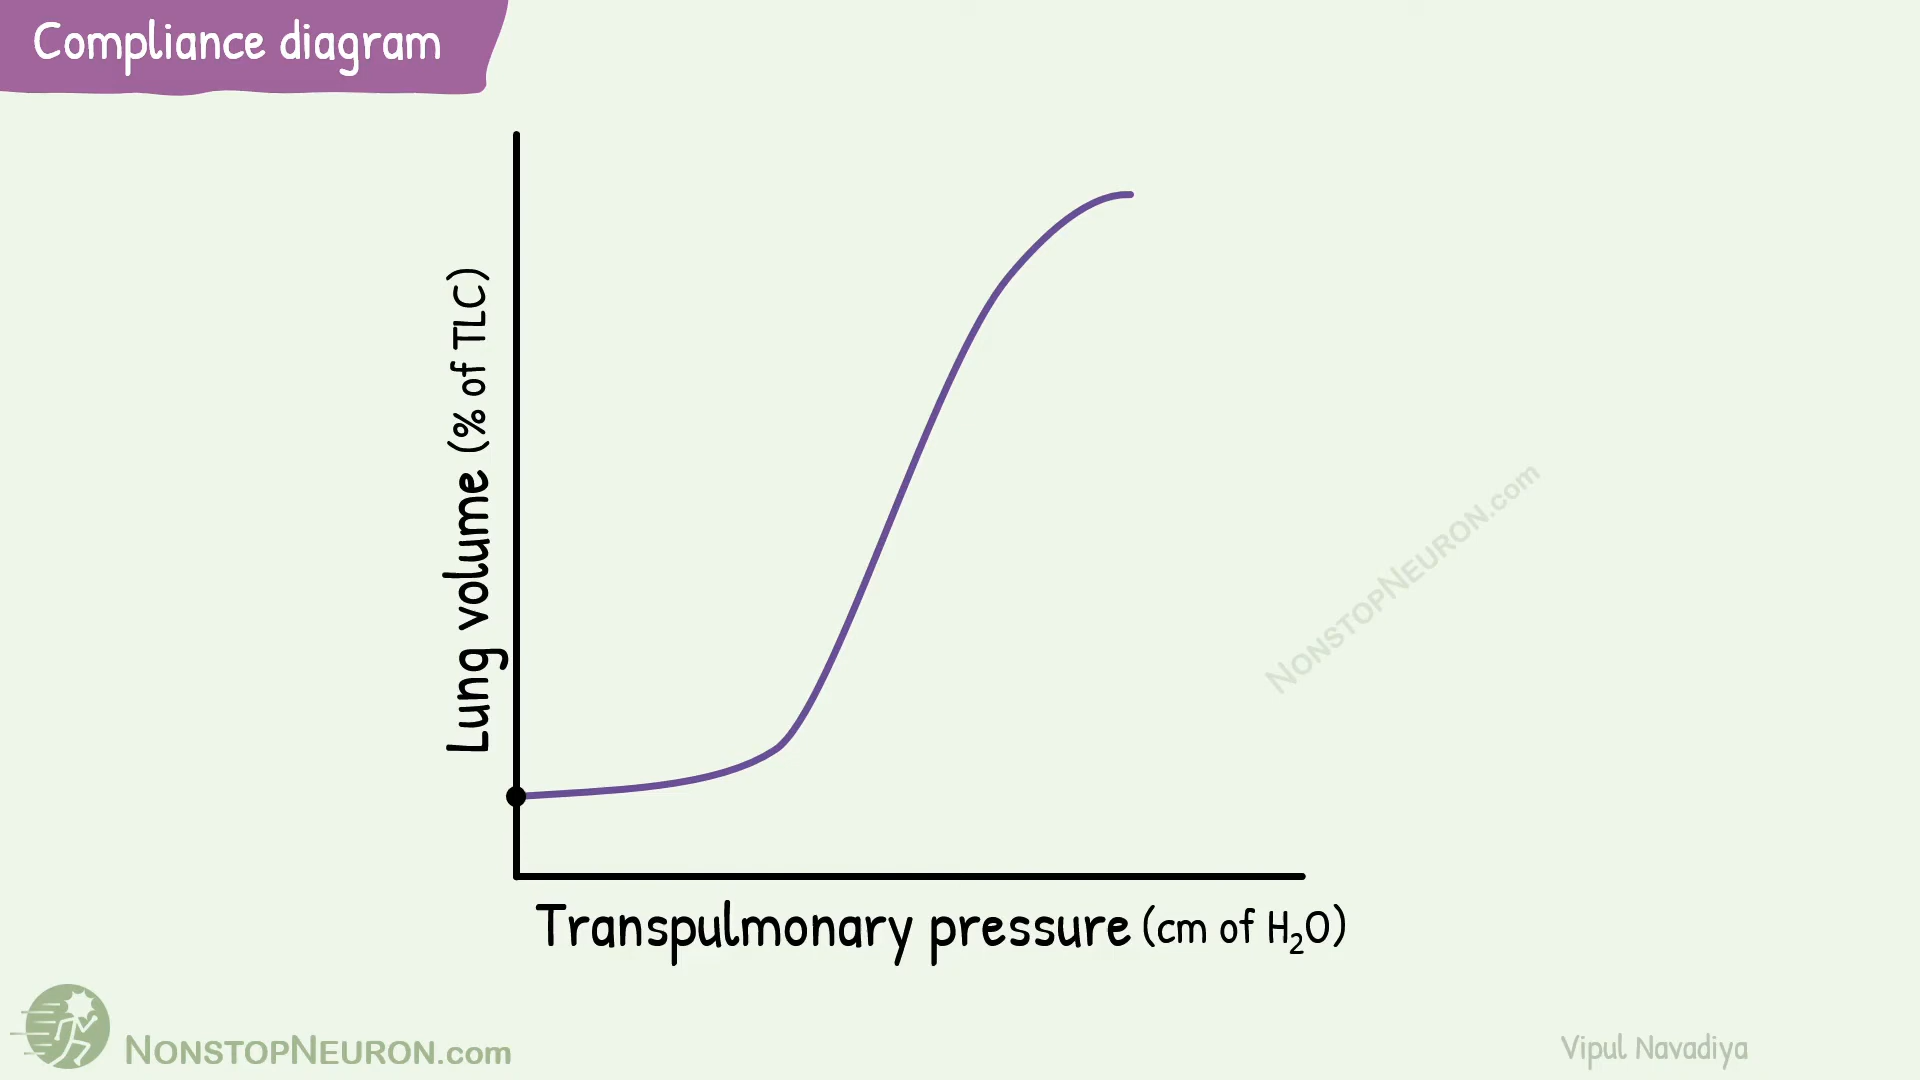 Compliance diagram
Lung volume (% of TLC)
NONSTOPNEURON.com
Transpulmonary pressure (cm of H₂O)
NONSTOPNEURON.com
Vipul Navadiya